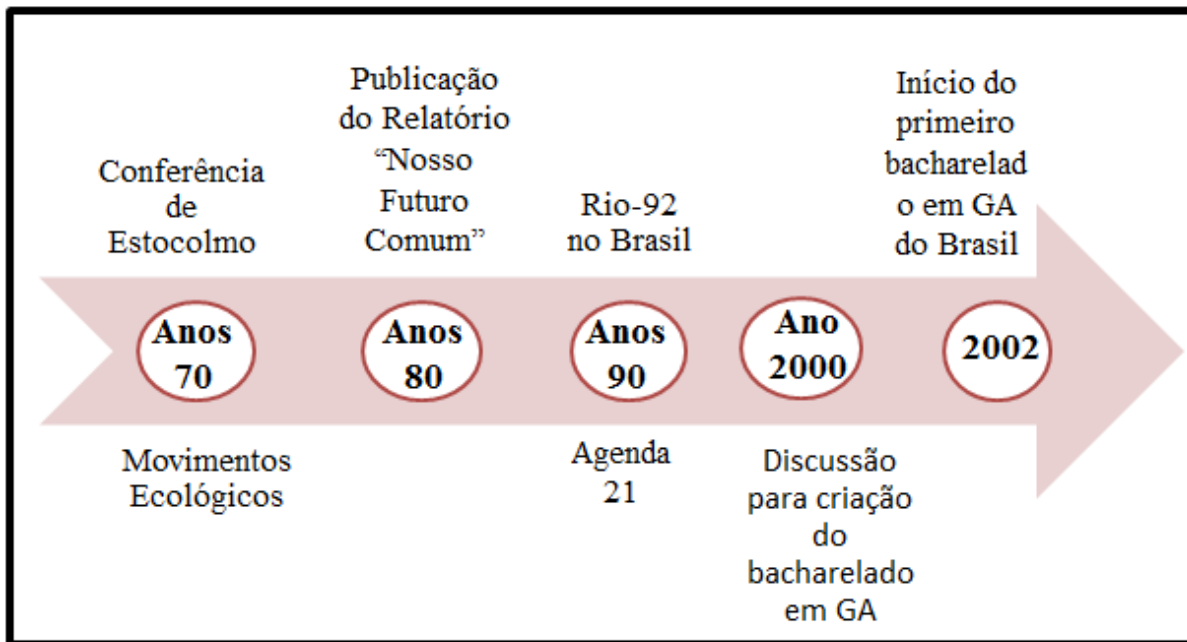 Conferência
de
Estocolmo
Publicação
do Relatório
“Nosso
Futuro
Comum”
Rio-92
no Brasil
Início do
primeiro
bacharelad
o em GA
do Brasil
Anos
70
Anos
80
Anos
90
Ano
2000
2002
Movimentos
Ecológicos
Agenda
21
Discussão
para criação
do
bacharelado
em GA